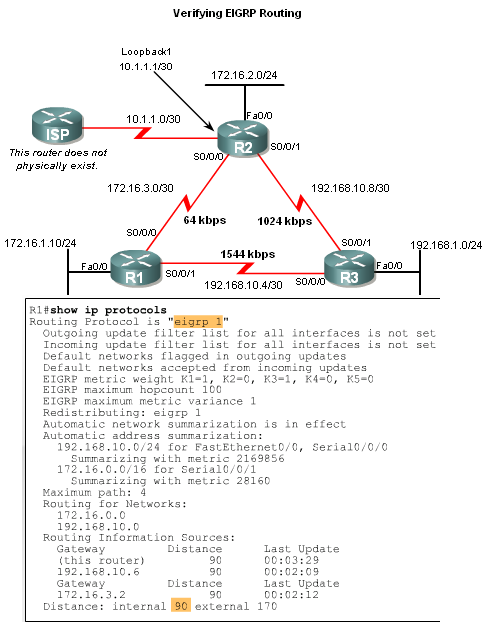 Verifying EIGRP Routing
Loopback1
10.1.1.1/30
172.16.2.0/24
10.1.1.0/30
Fa0/0
ISP
R2
This router does not
physically exist.
S0/0/0
S0/0/1
172.16.3.0/30
192.168.10.8/30
64 kbps
1024 kbps
S0/0/0
S0/0/1
172.16.1.10/24
1544 kbps
192.168.1.0/24
Fa0/0
R1
S0/0/1
R3
Fa0/0
192.168.10.4/30
R1#show ip protocols
Routing Protocol is "eigrp 1"
Outgoing update filter list for all interfaces is not set
Incoming update filter list for all interfaces is not set
Default networks flagged in outgoing updates
Default networks accepted from incoming updates
EIGRP metric weight K1=1, K2=0, K3=1, K4=0, K5=0
EIGRP maximum hopcount 100
EIGRP maximum metric variance 1
Redistributing: eigrp 1
Automatic network summarization is in effect
Automatic address summarization:
192.168.10.0/24 for FastEthernet0/0, Serial0/0/0
Summarizing with metric 2169856
172.16.0.0/16 for Serial0/0/1
Summarizing with metric 28160
Maximum path: 4
Routing for Networks:
172.16.0.0
192.168.10.0
Routing Information Sources:
Gateway Distance Last Update
(this router) 90 00:03:29
192.168.10.6 90 00:02:09
Gateway Distance Last Update
172.16.3.2 90 00:02:12
Distance: internal 90 external 170